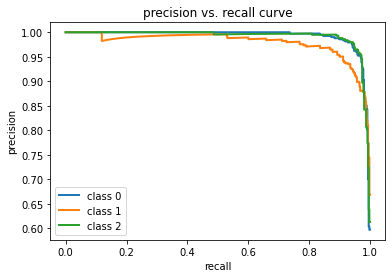 precision vs. recall curve
1.00
0.95
0.90
0.85
0.80
0.75
0.70
0.65
0.60
precision
class 0
class 1
class 2
0.0 0.2 0.4 0.6 0.8 1.0
recall